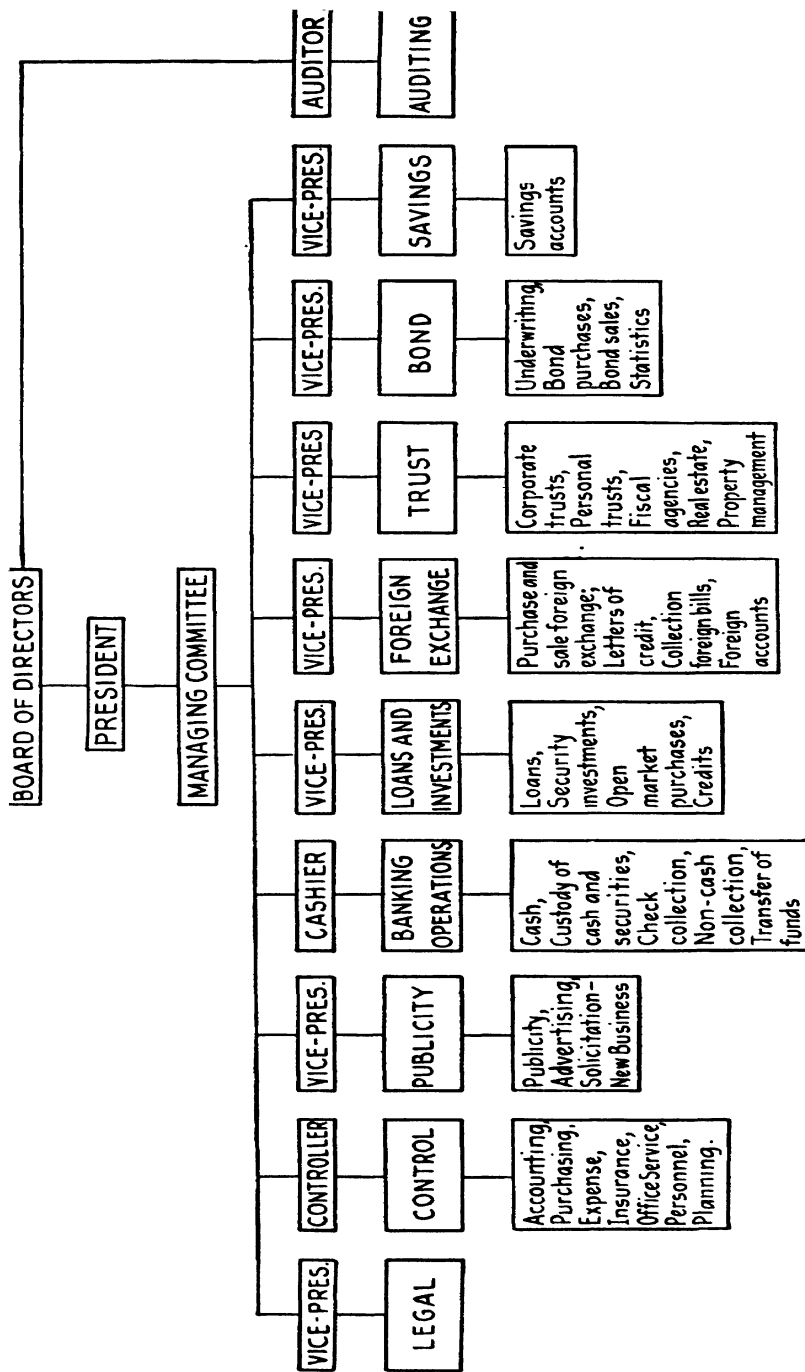 BOARD OF DIRECTORS
PRESIDENT
MANAGING COMMITTEE
VICE-PRES.
CONTROLLER
VICE-PRES.
CASHIER
VICE-PRES.
VICE-PRES.
VICE-PRES
VICE-PRES.
VICE-PRES.
AUDITOR
LEGAL
CONTROL
PUBLICITY
BANKING
OPERATIONS
LOANS AND
INVESTMENTS
FOREIGN
EXCHANGE
TRUST
BOND
SAVINGS
AUDITING
Accounting,
Purchasing,
Expense,
Insurance,
Office Service,
Personnel,
Planning.
Publicity,
Advertising,
Solicitation-
New Business
Cash,
Custody of
cash and
securities,
Check
collection,
Non-cash
collection,
Transfer of
funds
Loans,
Security
investments,
Open
market
purchases,
Credits
Purchase and
sale foreign
exchange;
Letters of
credit,
Collection
foreign bills,
Foreign
accounts
Corporate
trusts,
Personal
trusts,
Fiscal
agencies,
Real estate,
Property
management
Underwriting,
Bond
purchases,
Bond sales,
Statistics
Savings
accounts